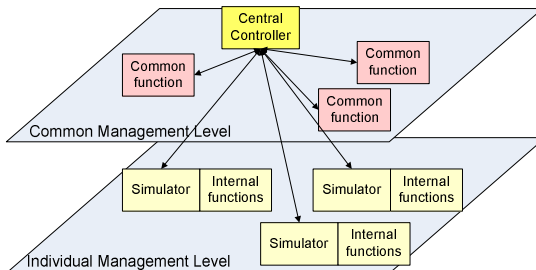 Central
Controller
Common
function
Common
function
Common
function
Common Management Level
Simulator
Internal
functions
Simulator
Internal
functions
Simulator
Internal
functions
Individual Management Level